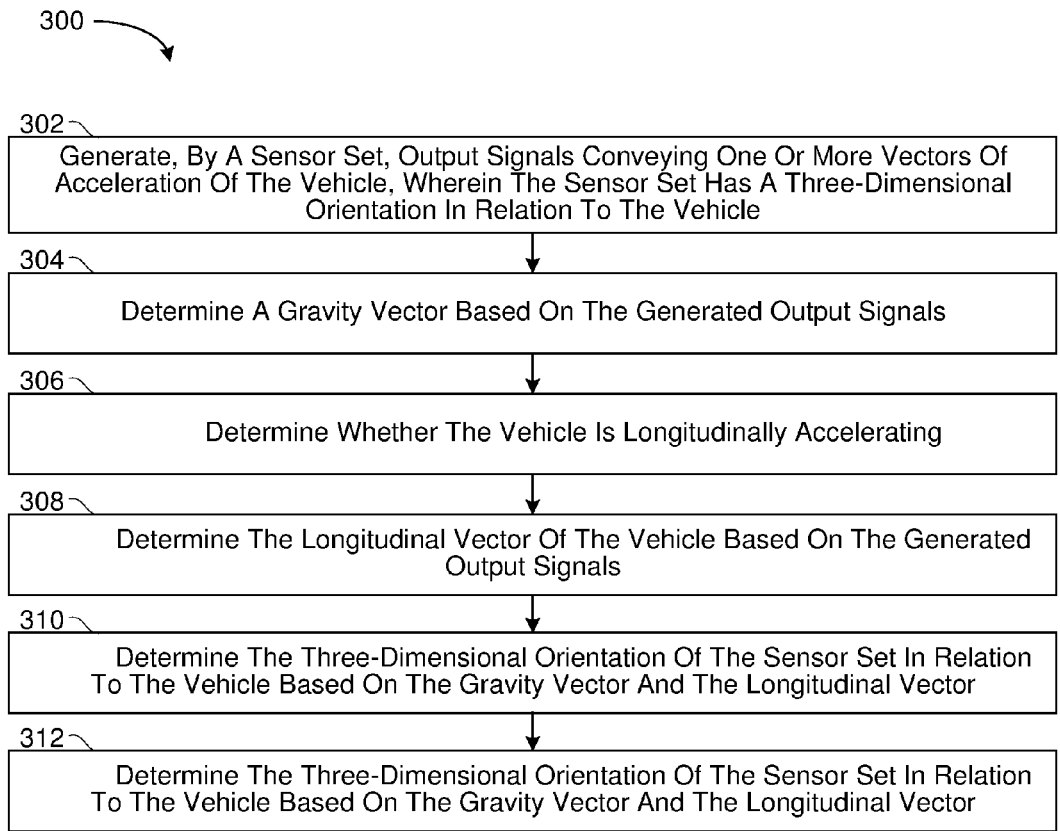 300
302
Generate, By A Sensor Set, Output Signals Conveying One Or More Vectors Of
Acceleration Of The Vehicle, Wherein The Sensor Set Has A Three-Dimensional
Orientation In Relation To The Vehicle
304
Determine A Gravity Vector Based On The Generated Output Signals
306
Determine Whether The Vehicle Is Longitudinally Accelerating
308
Determine The Longitudinal Vector Of The Vehicle Based On The Generated
Output Signals
310
Determine The Three-Dimensional Orientation Of The Sensor Set In Relation
To The Vehicle Based On The Gravity Vector And The Longitudinal Vector
312
Determine The Three-Dimensional Orientation Of The Sensor Set In Relation
To The Vehicle Based On The Gravity Vector And The Longitudinal Vector